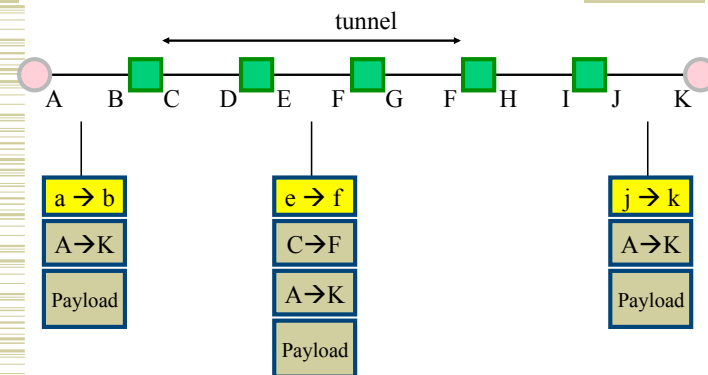 tunnel
A B C D E F G F H I J K
a → b
A→K
Payload
e → f
C→F
A→K
Payload
j → k
A→K
Payload